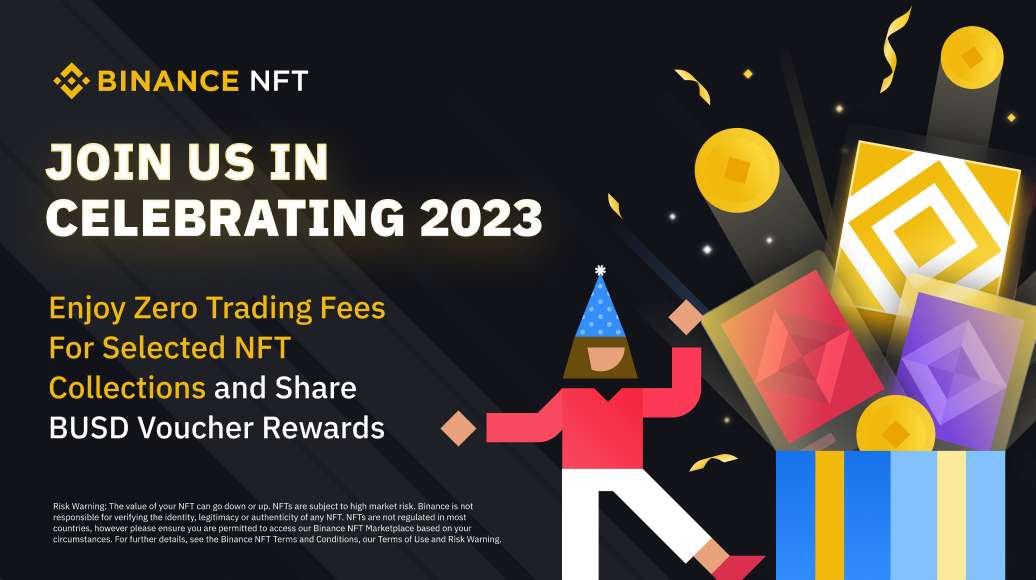 BINANCE NFT
JOIN US IN
CELEBRATING 2023
Enjoy Zero Trading Fees
For Selected NFT
Collections and Share
BUSD Voucher Rewards
Risk Warning: The value of your NFT can go down or up. NFTs are subject to high market risk. Binance is not
responsible for verifying the identity, legitimacy or authenticity of any NFT. NFTs are not regulated in most
countries, however please ensure you are permitted to access our Binance NFT Marketplace based on your
circumstances. For further details, see the Binance NFT Terms and Conditions, our Terms of Use and Risk Warning.